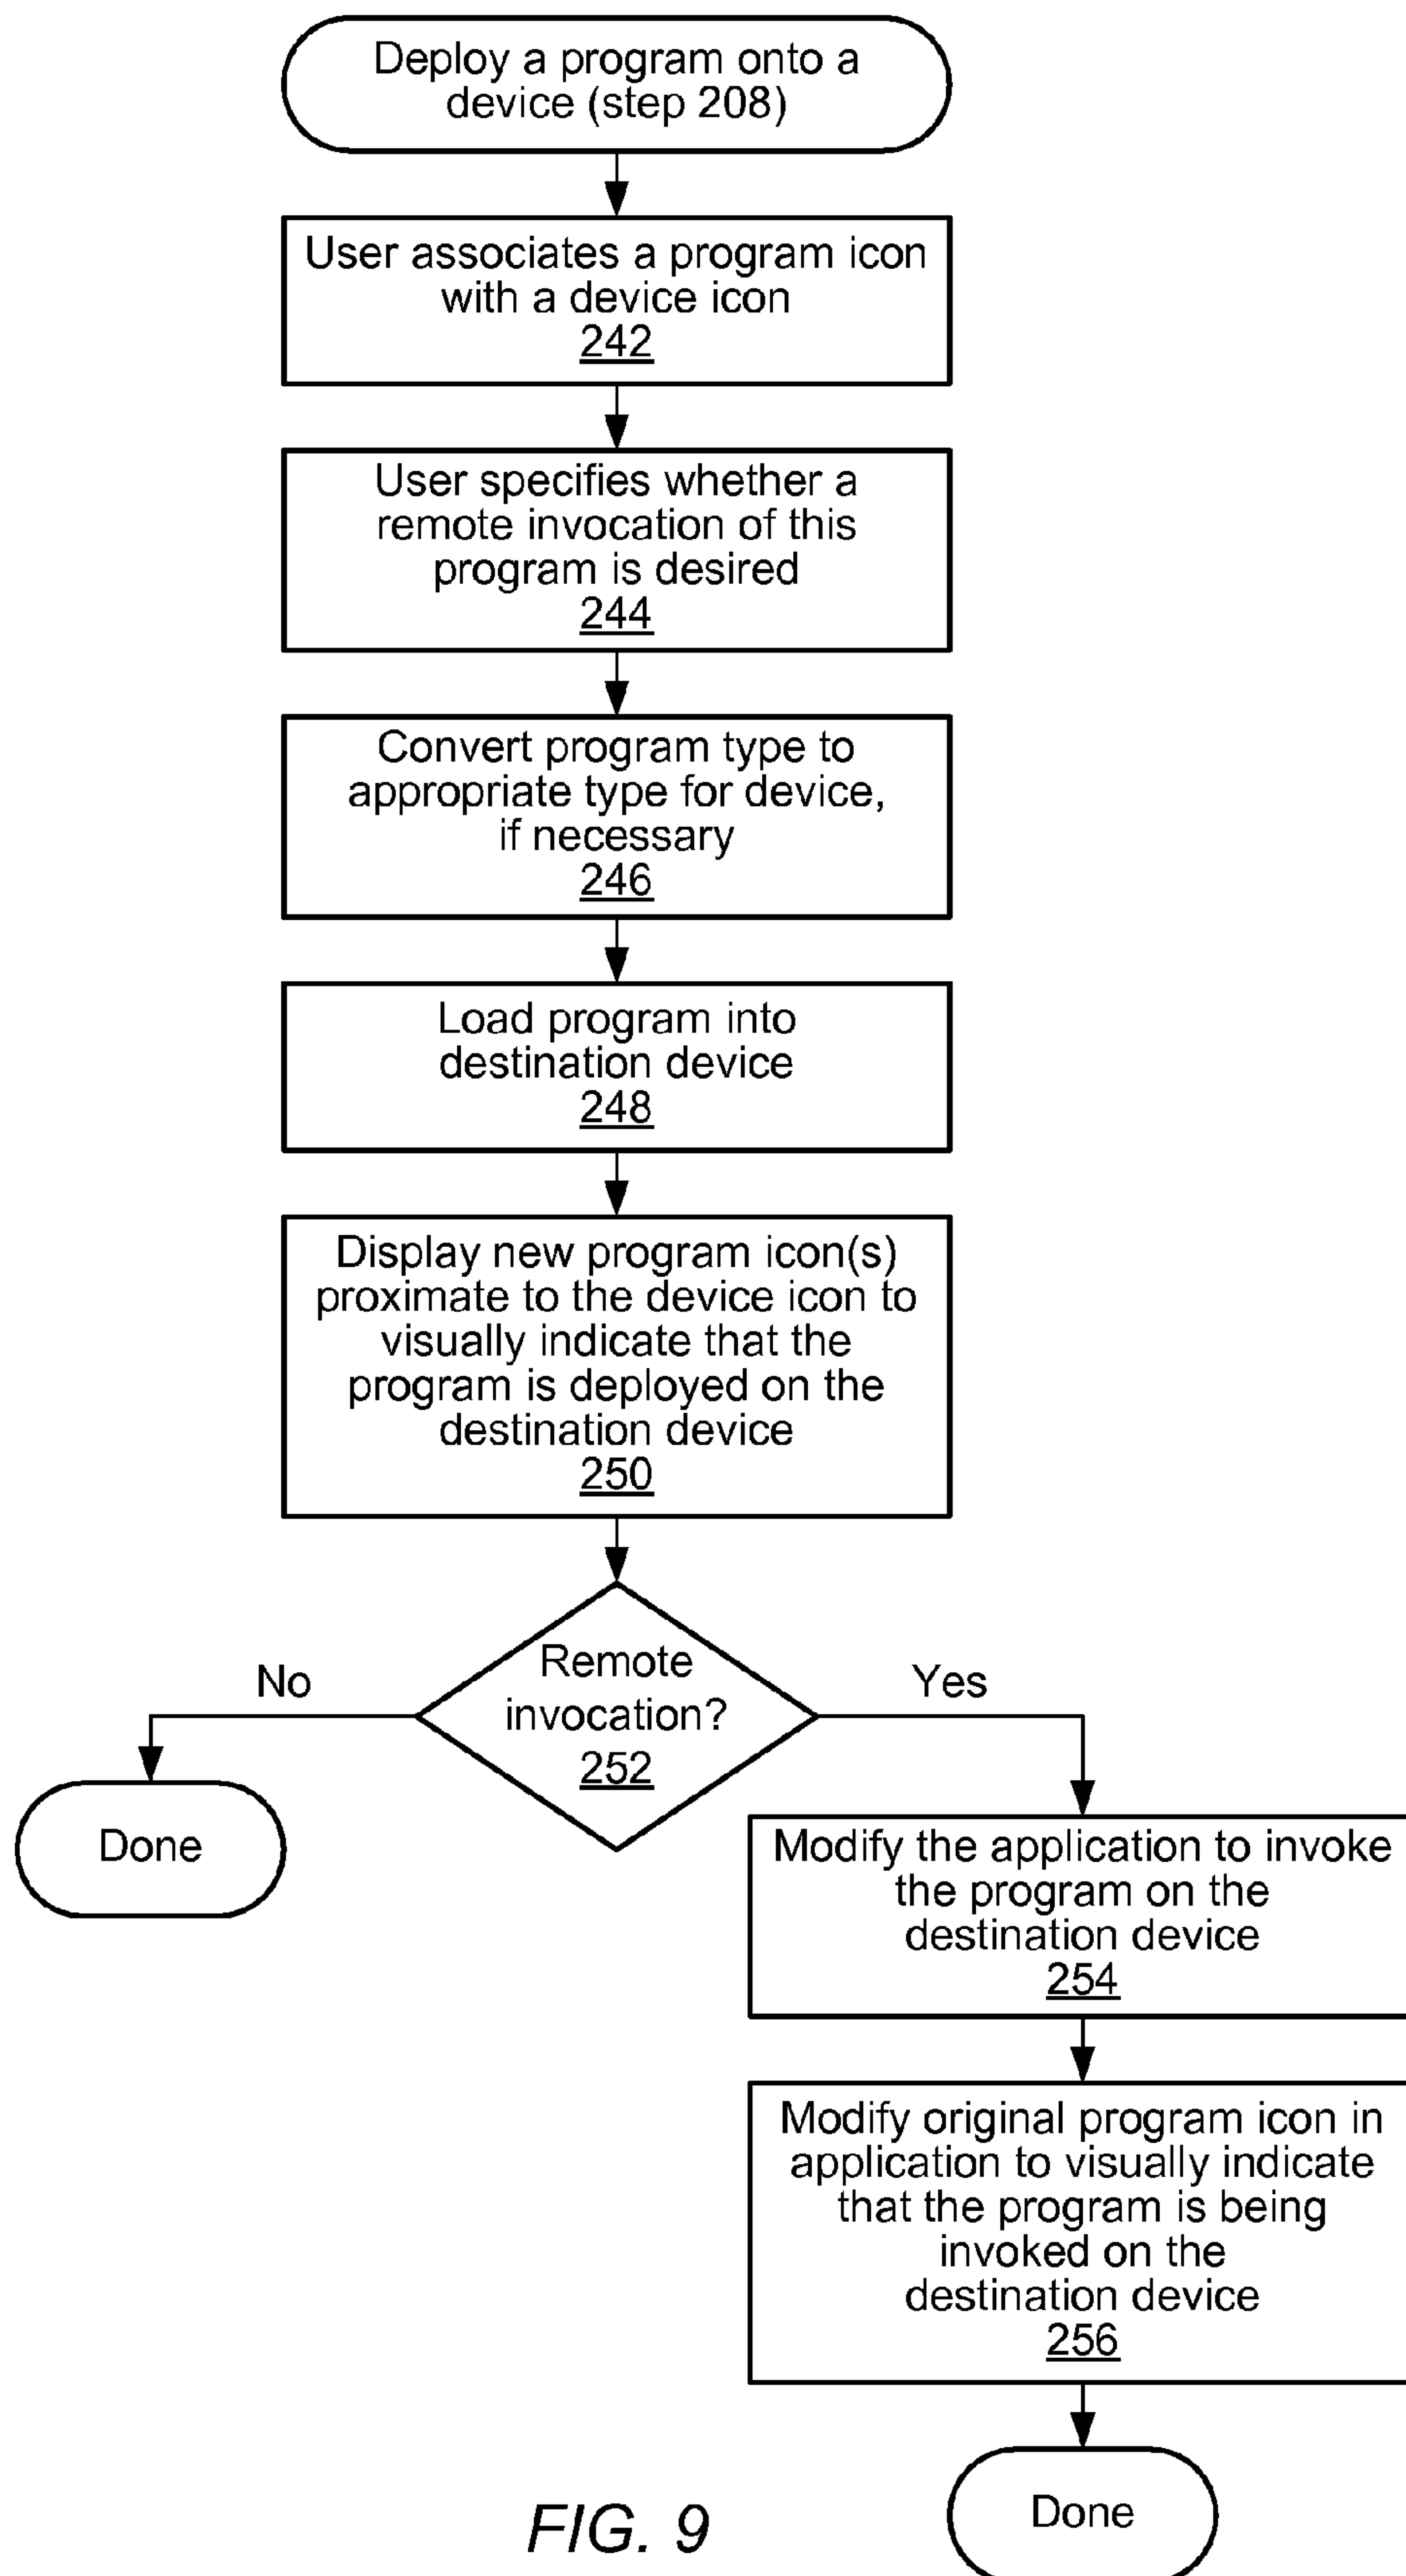 Deploy a program onto a
device (step 208)
User associates a program icon
with a device icon
242
User specifies whether a
remote invocation of this
program is desired
244
Convert program type to
appropriate type for device,
if necessary
246
Load program into
destination device
248
Display new program icon(s)
proximate to the device icon to
visually indicate that the
program is deployed on the
destination device
250
Remote
invocation?
252
No
Yes
Done
Modify the application to invoke
the program on the
destination device
254
Modify original program icon in
application to visually indicate
that the program is being
invoked on the
destination device
256
Done
FIG. 9